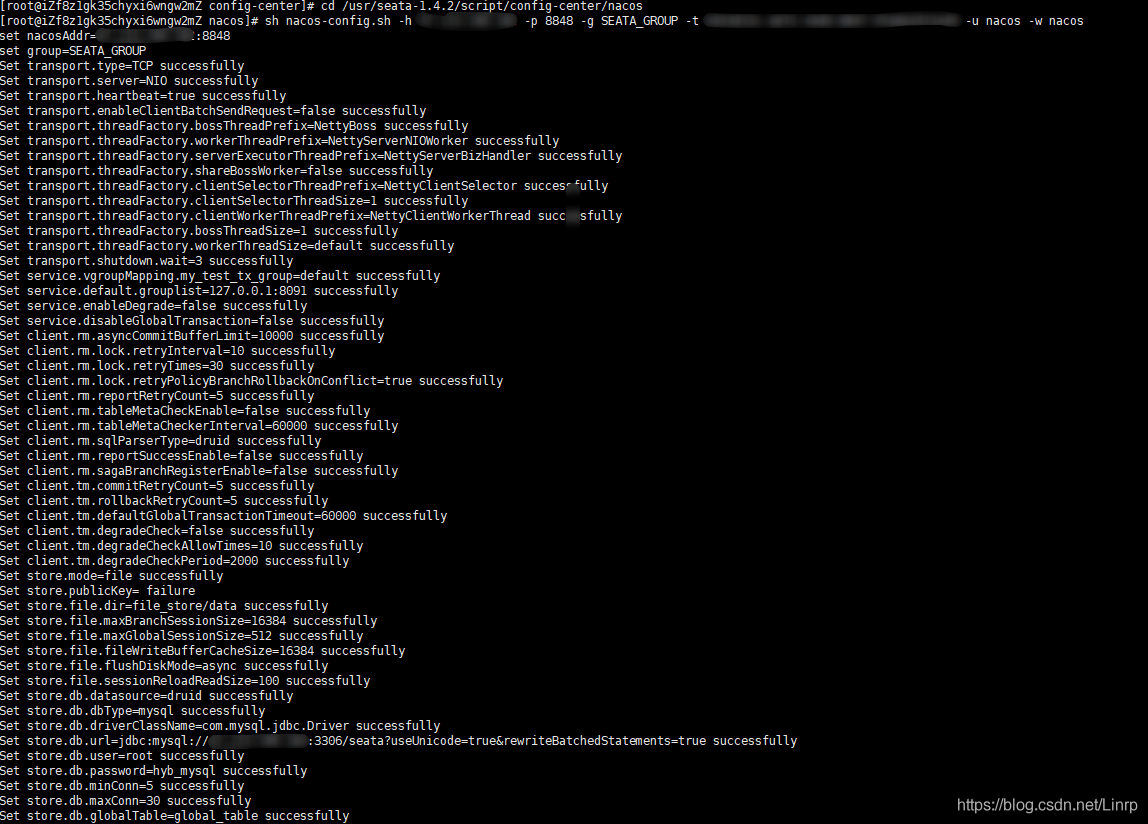 [root@iZf8z1gk35chyxi6wngw2mZ config-center]# cd /usr/seata-1.4.2/script/config-center/nacos
[root@iZf8z1gk35chyxi6wngw2mZ nacos]# sh nacos-config.sh -h -p 8848 -g SEATA_GROUP -t -u nacos -w nacos
set nacosAddr= :8848
set group=SEATA_GROUP
Set transport.type=TCP successfully
Set transport.server=NIO successfully
Set transport.heartbeat=true successfully
Set transport.enableClientBatchSendRequest=false successfully
Set transport.threadFactory.bossThreadPrefix=NettyBoss successfully
Set transport.threadFactory.workerThreadPrefix=NettyServerNIOWorker successfully
Set transport.threadFactory.serverExecutorThreadPrefix=NettyServerBizHandler successfully
Set transport.threadFactory.shareBossWorker=false successfully
Set transport.threadFactory.clientSelectorThreadPrefix=NettyClientSelector successfully
Set transport.threadFactory.clientSelectorThreadSize=1 successfully
Set transport.threadFactory.clientWorkerThreadPrefix=NettyClientWorkerThread successfully
Set transport.threadFactory.bossThreadSize=1 successfully
Set transport.threadFactory.workerThreadSize=default successfully
Set transport.shutdown.wait=3 successfully
Set service.vgroupMapping.my_test_tx_group=default successfully
Set service.default.grouplist=127.0.0.1:8091 successfully
Set service.enableDegrade=false successfully
Set service.disableGlobalTransaction=false successfully
Set client.rm.asyncCommitBufferLimit=10000 successfully
Set client.rm.lock.retryInterval=10 successfully
Set client.rm.lock.retryTimes=30 successfully
Set client.rm.lock.retryPolicyBranchRollbackOnConflict=true successfully
Set client.rm.reportRetryCount=5 successfully
Set client.rm.tableMetaCheckEnable=false successfully
Set client.rm.tableMetaCheckerInterval=60000 successfully
Set client.rm.sqlParserType=druid successfully
Set client.rm.reportSuccessEnable=false successfully
Set client.rm.sagaBranchRegisterEnable=false successfully
Set client.tm.commitRetryCount=5 successfully
Set client.tm.rollbackRetryCount=5 successfully
Set client.tm.defaultGlobalTransactionTimeout=60000 successfully
Set client.tm.degradeCheck=false successfully
Set client.tm.degradeCheckAllowTimes=10 successfully
Set client.tm.degradeCheckPeriod=2000 successfully
Set store.mode=file successfully
Set store.publicKey= failure
Set store.file.dir=file_store/data successfully
Set store.file.maxBranchSessionSize=16384 successfully
Set store.file.maxGlobalSessionSize=512 successfully
Set store.file.fileWriteBufferCacheSize=16384 successfully
Set store.file.flushDiskMode=async successfully
Set store.file.sessionReloadReadSize=100 successfully
Set store.db.datasource=druid successfully
Set store.db.dbType=mysql successfully
Set store.db.driverClassName=com.mysql.jdbc.Driver successfully
Set store.db.url=jdbc:mysql:// :3306/seata?useUnicode=true&rewriteBatchedStatements=true successfully
Set store.db.user=root successfully
Set store.db.password=hyb_mysql successfully
Set store.db.minConn=5 successfully
Set store.db.maxConn=30 successfully
Set store.db.globalTable=global_table successfully
https://blog.csdn.net/Linrp